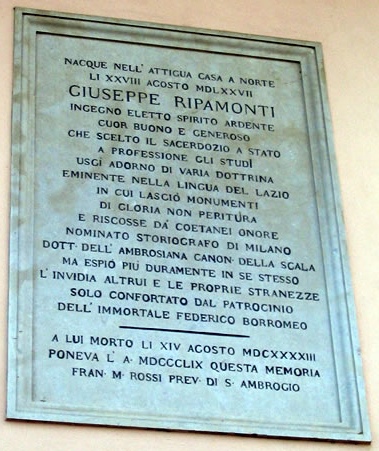 NACQUE NELL' ATTIGUA CASA A NORTE
LI XXVIII AGOSTO MDLXXVII
GIUSEPPE RIPAMONTI
INGEGNO ELETTO SPIRITO ARDENTE
CUOR BUONO E GENEROSO
CHE SCELTO IL SACERDOZIO A STATO
A PROFESSIONE GLI STUDÎ
USCÌ ADORNO DI VARIA DOTTRINA
EMINENTE NELLA LINGUA DEL LAZIO
IN CUI LASCIÒ MONUMENTI
DI GLORIA NON PERITURA
E RISCOSSE DA' COETANEI ONORE
NOMINATO STORIOGRAFO DI MILANO
DOTT. DELL' AMBROSIANA CANON. DELLA SCALA
MA ESPIÒ PIÙ DURAMENTE IN SE STESSO
L' INVIDIA ALTRUI E LE PROPRIE STRANEZZE
SOLO CONFORTATO DAL PATROCINIO
DELL' IMMORTALE FEDERICO BORROMEO
A LUI MORTO LI XIV AGOSTO MDCXXXXIII
PONEVA L' A. MDCCCLIX QUESTA MEMORIA
FRAN. M. ROSSI PREV. DI S. AMBROGIO